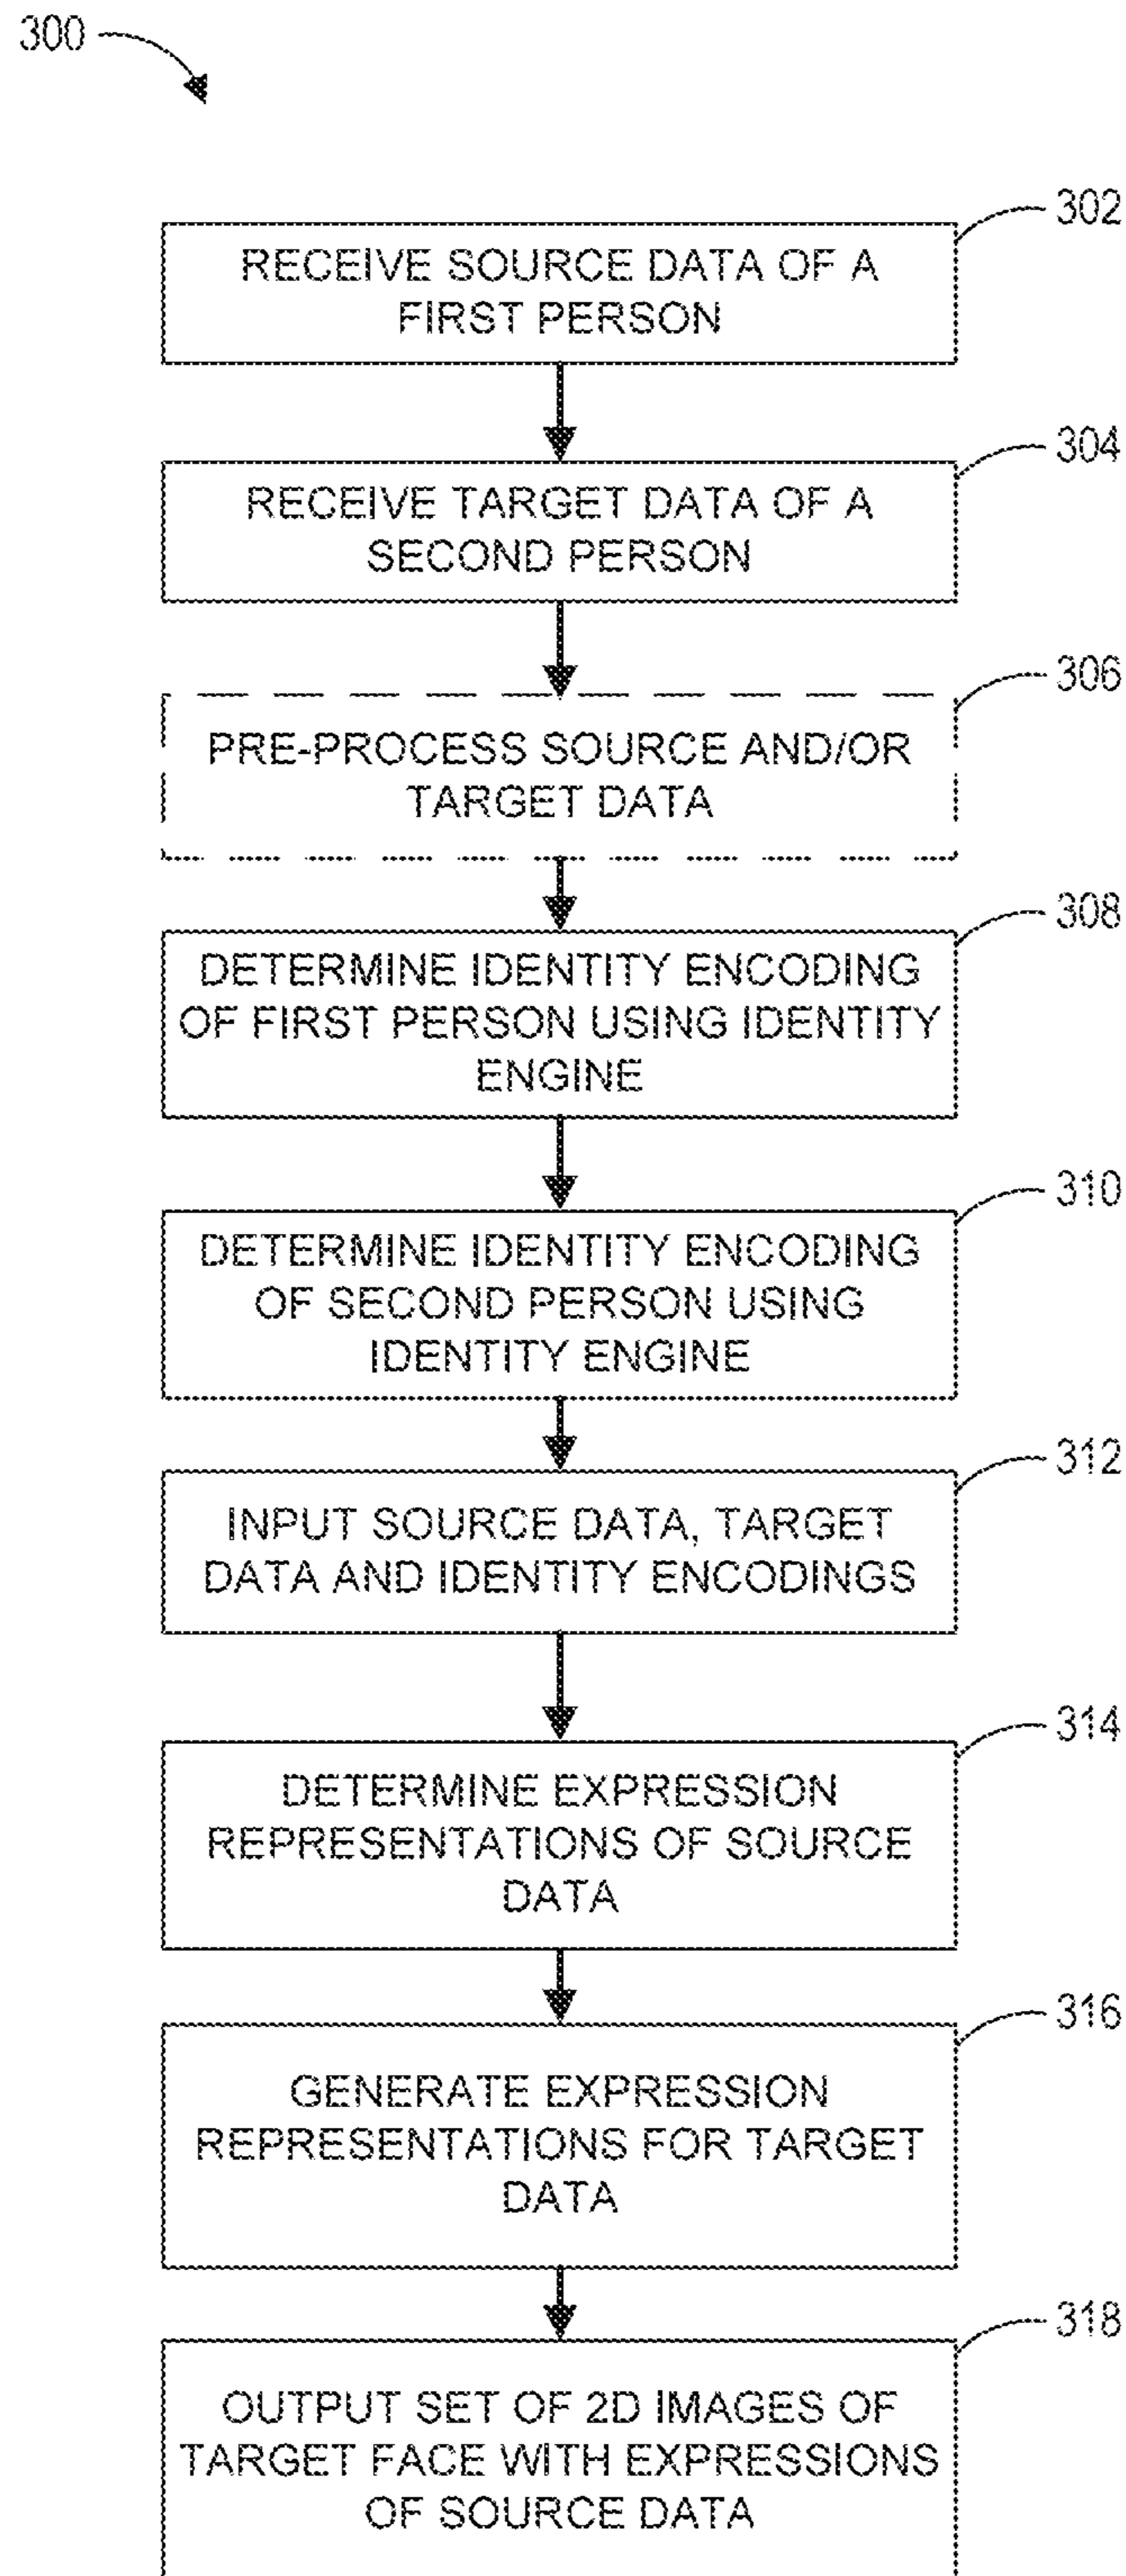 300
302
RECEIVE SOURCE DATA OF A
FIRST PERSON
304
RECEIVE TARGET DATA OF A
SECOND PERSON
306
PRE-PROCESS SOURCE AND/OR
TARGET DATA
308
DETERMINE IDENTITY ENCODING
OF FIRST PERSON USING IDENTITY
ENGINE
310
DETERMINE IDENTITY ENCODING
OF SECOND PERSON USING
IDENTITY ENGINE
312
INPUT SOURCE DATA, TARGET
DATA AND IDENTITY ENCODINGS
314
DETERMINE EXPRESSION
REPRESENTATIONS OF SOURCE
DATA
316
GENERATE EXPRESSION
REPRESENTATIONS FOR TARGET
DATA
318
OUTPUT SET OF 2D IMAGES OF
TARGET FACE WITH EXPRESSIONS
OF SOURCE DATA